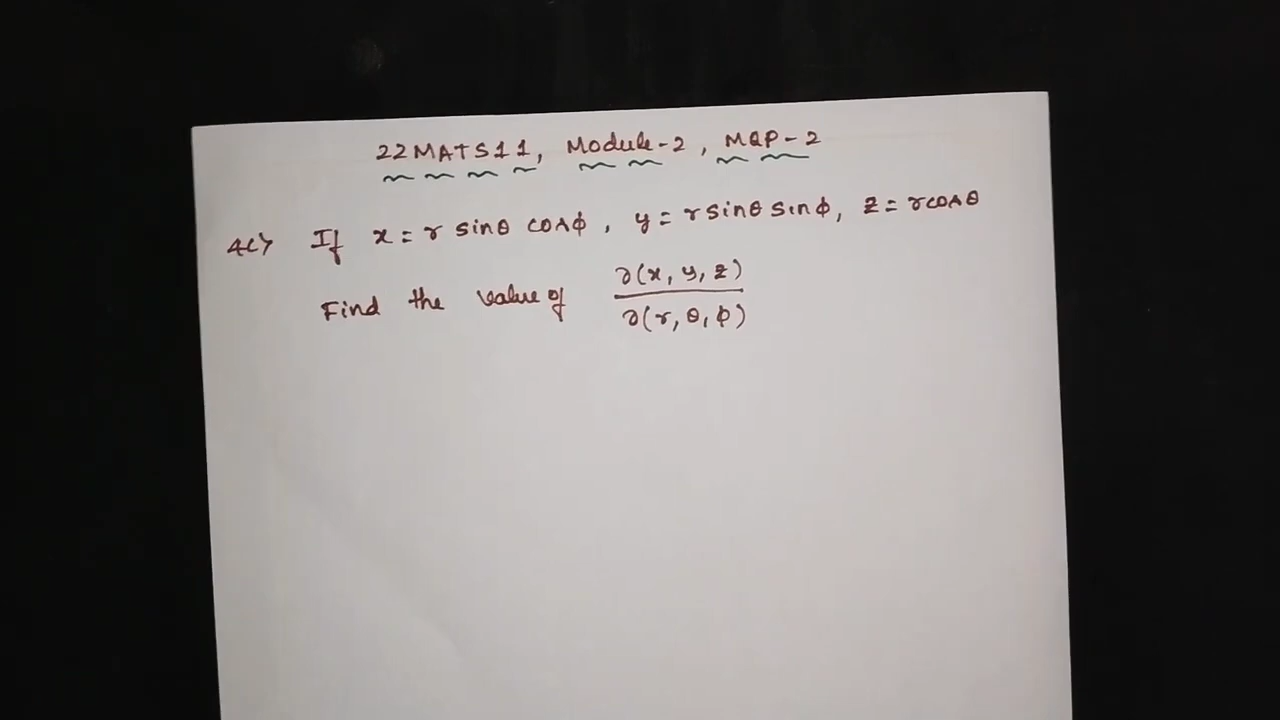 22MATS11, Module-2, MQP-2
4c> If x = r sinθ cosϕ, y = r sinθ sinϕ, z = r cosθ
Find the value of ∂(x, y, z) / ∂(r, θ, ϕ)